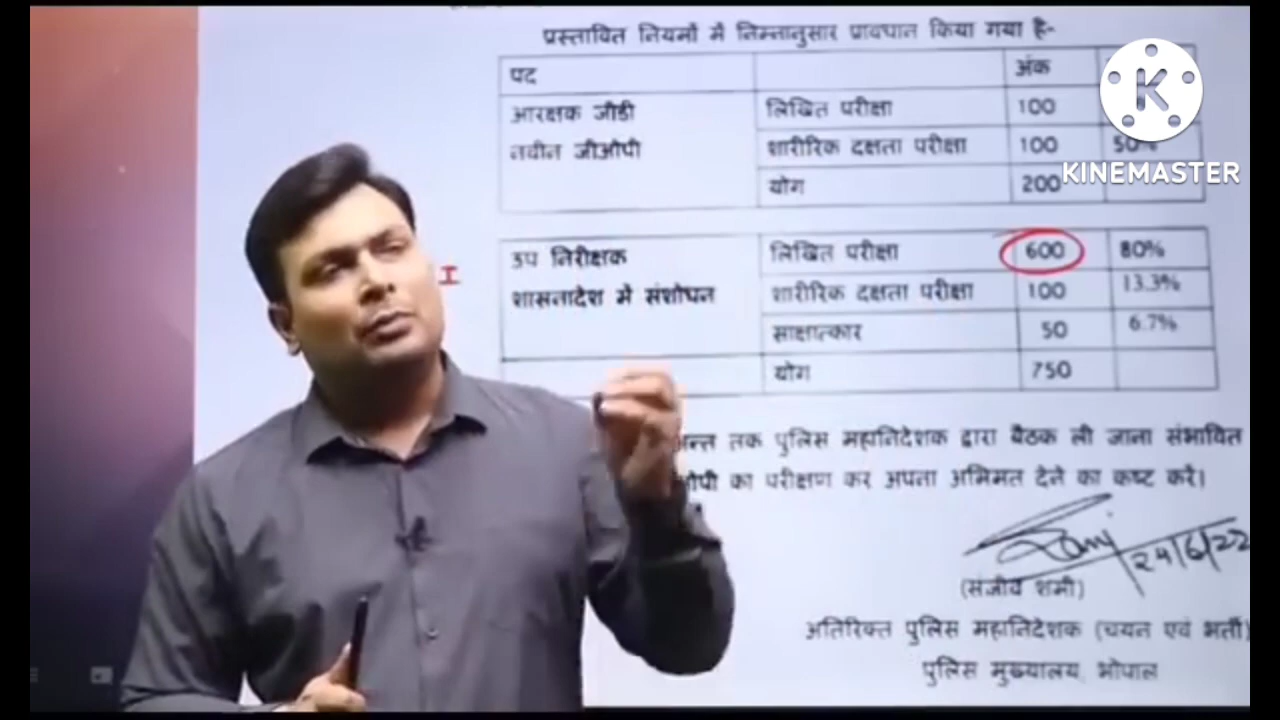 प्रस्तावित नियमों में निम्नानुसार प्रावधान किया गया है-
पद अंक
आरक्षक जीडी लिखित परीक्षा 100
नवीन जीओपी शारीरिक दक्षता परीक्षा 100 50%
योग 200
उप निरीक्षक लिखित परीक्षा 600 80%
शासनादेश मे संशोधन शारीरिक दक्षता परीक्षा 100 13.3%
साक्षात्कार 50 6.7%
योग 750
तक पुलिस महानिदेशक द्वारा बैठक ली जाना संभावित
का परीक्षण कर अपना अभिमत देने का कष्ट करें।
24/6/22
(संजीव शमी)
अतिरिक्त पुलिस महानिदेशक (चयन एवं भर्ती)
पुलिस मुख्यालय, भोपाल
K
KINEMASTER